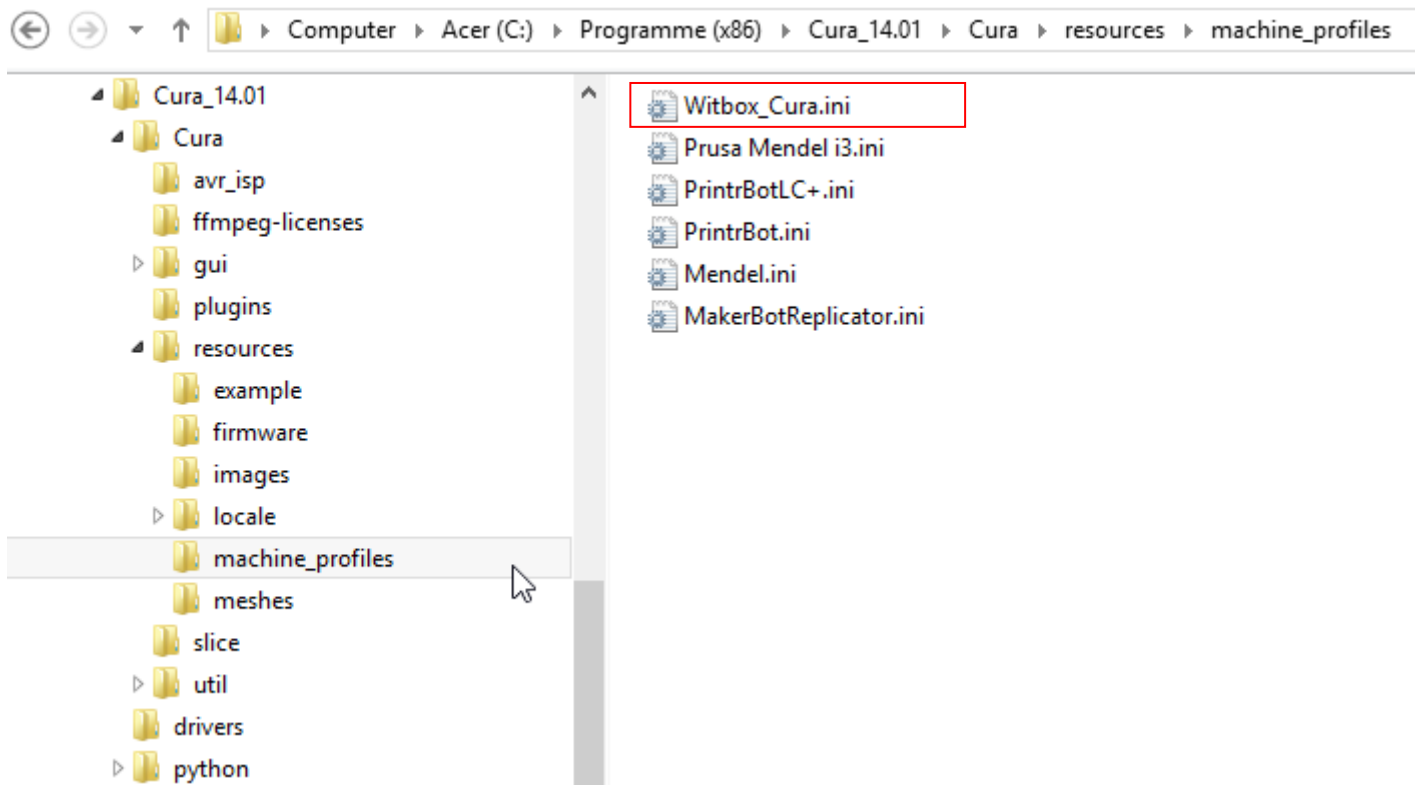 Computer Acer (C:) Programme (x86) Cura_14.01 Cura resources machine_profiles
Cura_14.01
Cura
avr_isp
ffmpeg-licenses
gui
plugins
resources
example
firmware
images
locale
machine_profiles
meshes
slice
util
drivers
python
Witbox_Cura.ini
Prusa Mendel i3.ini
PrintrBotLC+.ini
PrintrBot.ini
Mendel.ini
MakerBotReplicator.ini